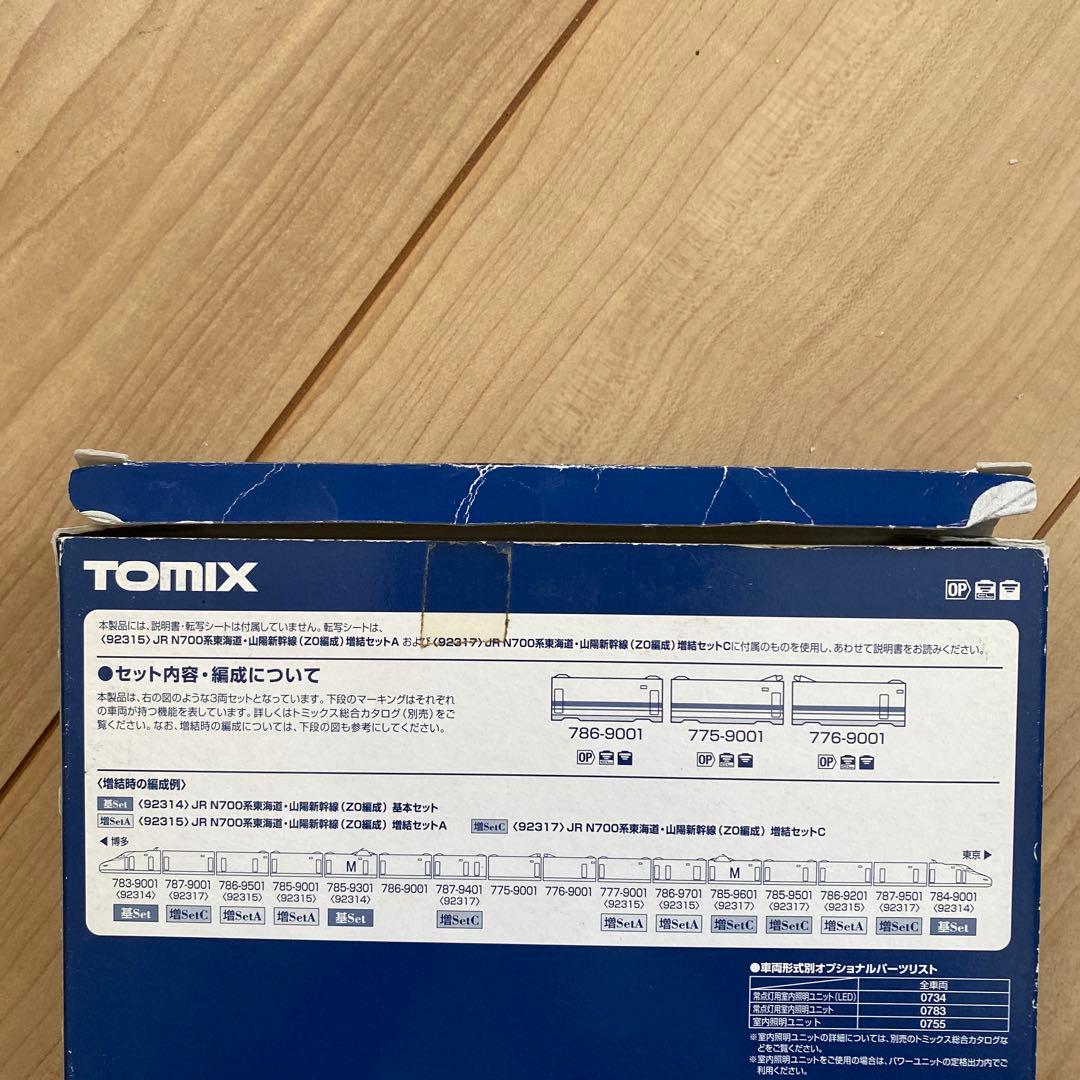 TOMIX
OP
本製品には、説明書・転写シートは付属していません。転写シートは、
〈92315〉JR N700系東海道・山陽新幹線（Z0編成）増結セットA および〈92317〉JR N700系東海道・山陽新幹線（Z0編成）増結セットCに付属のものを使用し、あわせて説明書をお読みください。
●セット内容・編成について
本製品は、右の図のような3両セットとなっています。下段のマーキングはそれぞれ
の車両が持つ機能を表しています。詳しくはトミックス総合カタログ（別売）をご
覧ください。なお、増結時の編成については、下段の図も参考にしてください。
786-9001 775-9001 776-9001
OP OP OP
〈増結時の編成例〉
基Set 〈92314〉JR N700系東海道・山陽新幹線（Z0編成）基本セット
増SetA 〈92315〉JR N700系東海道・山陽新幹線（Z0編成）増結セットA 増SetC 〈92317〉JR N700系東海道・山陽新幹線（Z0編成）増結セットC
◀博多 東京▶
M M
783-9001 787-9001 786-9501 785-9001 785-9301 786-9001 787-9401 775-9001 776-9001 777-9001 786-9701 785-9601 785-9501 786-9201 787-9501 784-9001
〈92314〉 〈92317〉 〈92315〉 〈92315〉 〈92314〉 〈92317〉 〈92315〉 〈92315〉 〈92317〉 〈92317〉 〈92315〉 〈92317〉 〈92314〉
基Set 増SetC 増SetA 増SetA 基Set 増SetC 増SetA 増SetA 増SetC 増SetC 増SetA 増SetC 基Set
●車両形式別オプショナルパーツリスト
全車両
常点灯用室内照明ユニット（LED） 0734
常点灯用室内照明ユニット 0783
室内照明ユニット 0755
※室内照明ユニットの詳細については、別売のトミックス総合カタログな
どをご覧ください。
※室内照明ユニットをご使用の場合は、パワーユニットの定格出力内でご
利用ください。